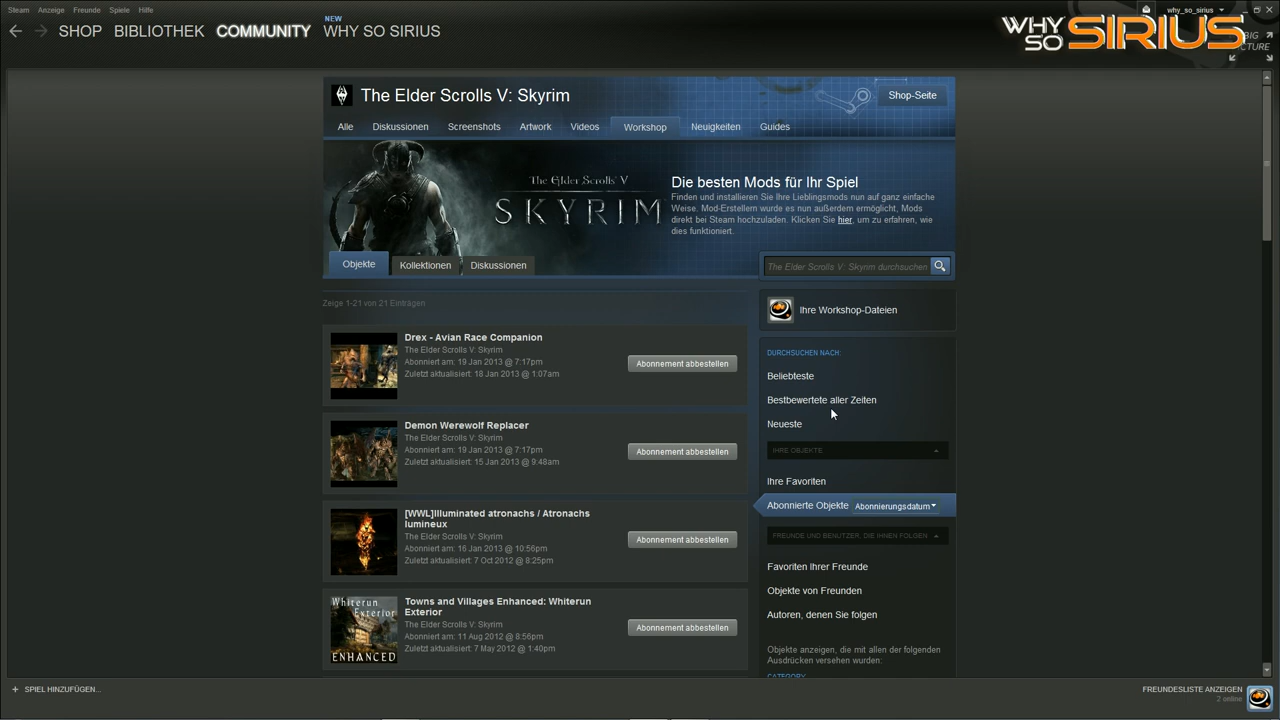 Steam Anzeige Freunde Spiele Hilfe
why_so_sirius
NEW
SHOP BIBLIOTHEK COMMUNITY WHY SO SIRIUS
WHY SO SIRIUS
BIG
The Elder Scrolls V: Skyrim
Shop-Seite
Alle Diskussionen Screenshots Artwork Videos Workshop Neuigkeiten Guides
The Elder Scrolls V
SKYRIM
Die besten Mods für Ihr Spiel
Finden und installieren Sie Ihre Lieblingsmods nun auf ganz einfache
Weise. Mod-Erstellern wurde es nun außerdem ermöglicht, Mods
direkt bei Steam hochzuladen. Klicken Sie hier, um zu erfahren, wie
dies funktioniert.
Objekte Kollektionen Diskussionen
The Elder Scrolls V: Skyrim durchsuchen
Zeige 1-21 von 21 Einträgen
Drex - Avian Race Companion
The Elder Scrolls V: Skyrim
Abonniert am: 19 Jan 2013 @ 7:17pm
Zuletzt aktualisiert: 18 Jan 2013 @ 1:07am
Abonnement abbestellen
Demon Werewolf Replacer
The Elder Scrolls V: Skyrim
Abonniert am: 19 Jan 2013 @ 7:17pm
Zuletzt aktualisiert: 15 Jan 2013 @ 9:48am
Abonnement abbestellen
[WWL]Illuminated atronachs / Atronachs
lumineux
The Elder Scrolls V: Skyrim
Abonniert am: 16 Jan 2013 @ 10:56pm
Zuletzt aktualisiert: 7 Oct 2012 @ 8:25pm
Abonnement abbestellen
Whiterun
Exterior
ENHANCED
Towns and Villages Enhanced: Whiterun
Exterior
The Elder Scrolls V: Skyrim
Abonniert am: 11 Aug 2012 @ 8:56pm
Zuletzt aktualisiert: 7 May 2012 @ 1:40pm
Abonnement abbestellen
Ihre Workshop-Dateien
DURCHSUCHEN NACH:
Beliebteste
Bestbewertete aller Zeiten
Neueste
IHRE OBJEKTE
Ihre Favoriten
Abonnierte Objekte Abonnierungsdatum
FREUNDE UND BENUTZER, DIE IHNEN FOLGEN
Favoriten Ihrer Freunde
Objekte von Freunden
Autoren, denen Sie folgen
Objekte anzeigen, die mit allen der folgenden
Ausdrücken versehen wurden:
CATEGORY
+ SPIEL HINZUFÜGEN...
FREUNDESLISTE ANZEIGEN
2 online